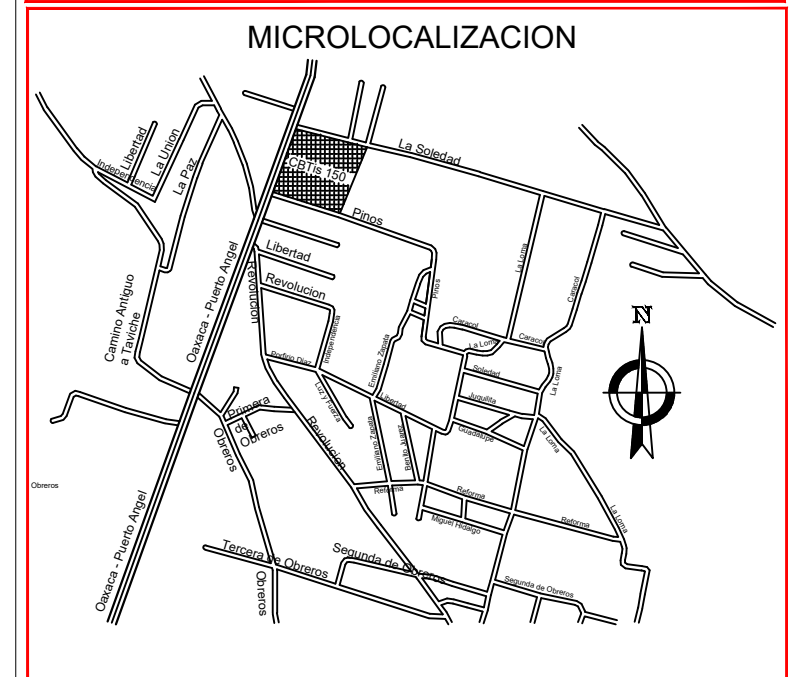 MICROLOCALIZACION
La Soledad
CBTis 150
Libertad
La Union
Independencia
La Paz
Pinos
Libertad
Revolucion
Revolucion
Oaxaca - Puerto Angel
Camino Antiguo
a Taviche
La Loma
Pinos
Caracol
N
Caracol
Caracol
La Loma
Independencia
Emiliano Zapata
Porfirio Diaz
Luz y Fuerza
Libertad
Soledad
La Loma
Juquilita
Guadalupe
La Loma
Primera
de
Obreros
Obreros
Revolucion
Emiliano Zapata
Benito Juarez
Obreros
Reforma
Reforma
Miguel Hidalgo
Reforma
La Loma
Oaxaca - Puerto Angel
Tercera de Obreros
Segunda de Obreros
Segunda de Obreros
Obreros